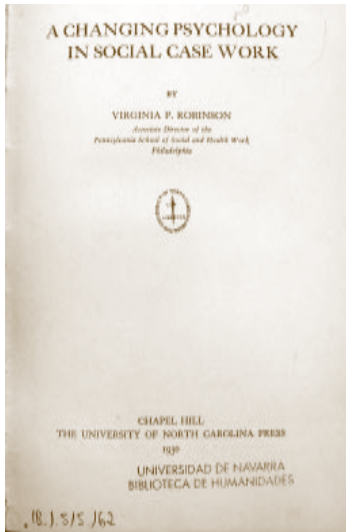 A CHANGING PSYCHOLOGY
IN SOCIAL CASE WORK
BY
VIRGINIA P. ROBINSON
Associate Director of the
Pennsylvania School of Social and Health Work
Philadelphia
CHAPEL HILL
THE UNIVERSITY OF NORTH CAROLINA PRESS
1930
UNIVERSIDAD DE NAVARRA
BIBLIOTECA DE HUMANIDADES